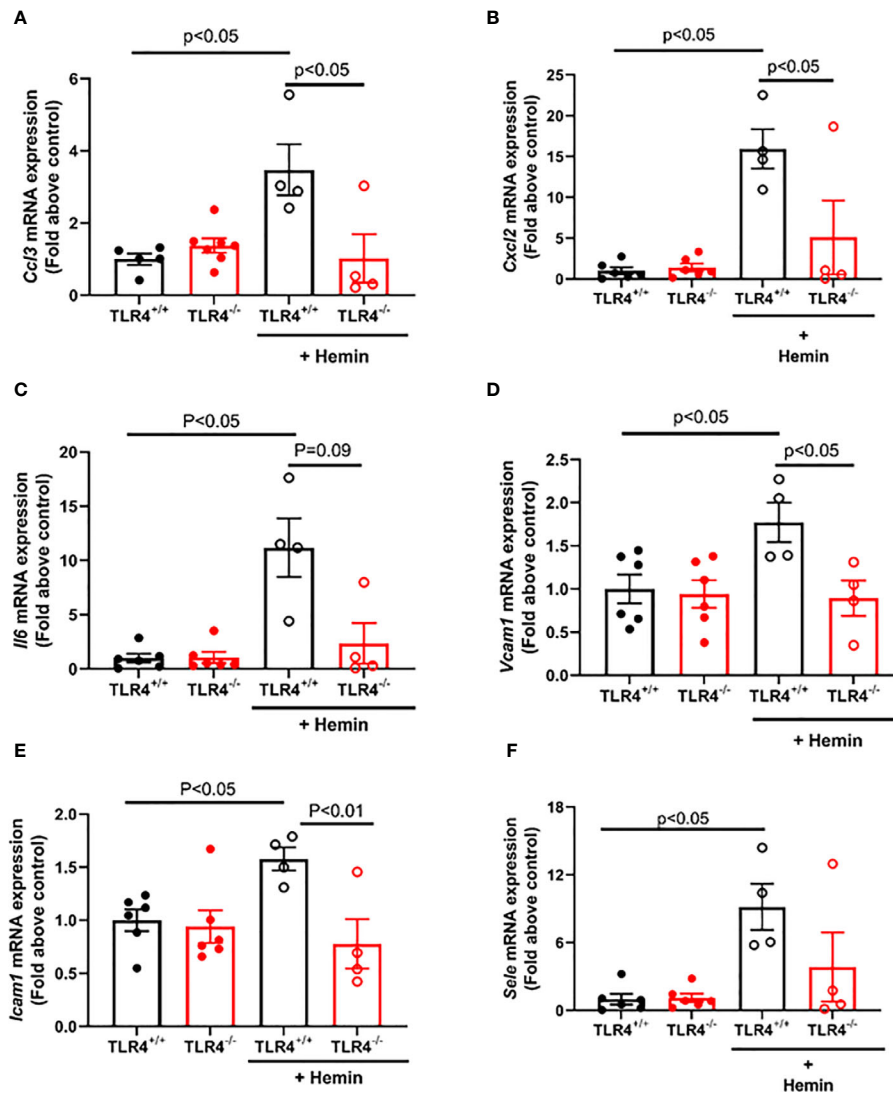 A
p<0.05
p<0.05
Ccl3 mRNA expression
(Fold above control)
6
4
2
0
TLR4+/+ TLR4-/- TLR4+/+ TLR4-/-
+ Hemin
B
p<0.05
p<0.05
Cxcl2 mRNA expression
(Fold above control)
25
20
15
10
5
0
TLR4+/+ TLR4-/- TLR4+/+ TLR4-/-
+
Hemin
C
P<0.05
P=0.09
Il6 mRNA expression
(Fold above control)
20
15
10
5
0
TLR4+/+ TLR4-/- TLR4+/+ TLR4-/-
+ Hemin
D
p<0.05
p<0.05
Vcam1 mRNA expression
(Fold above control)
2.5
2.0
1.5
1.0
0.5
0.0
TLR4+/+ TLR4-/- TLR4+/+ TLR4-/-
+ Hemin
E
P<0.05
P<0.01
Icam1 mRNA expression
(Fold above control)
2.0
1.5
1.0
0.5
0.0
TLR4+/+ TLR4-/- TLR4+/+ TLR4-/-
+ Hemin
F
p<0.05
Sele mRNA expression
(Fold above control)
18
12
6
0
TLR4+/+ TLR4-/- TLR4+/+ TLR4-/-
+
Hemin